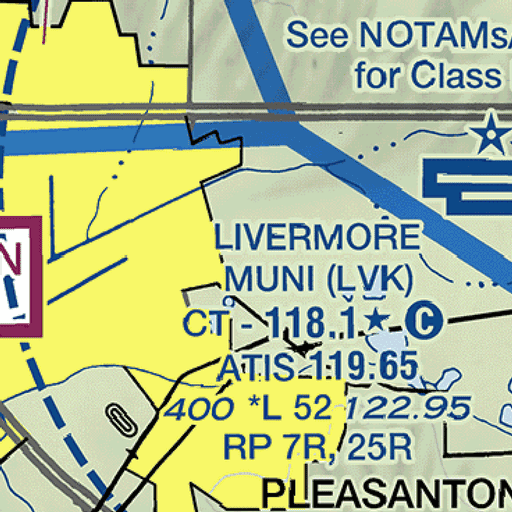 See NOTAMs/
for Class
N
LIVERMORE
MUNI (LVK)
CT - 118.1 ★ C
ATIS 119.65
400 *L 52 122.95
RP 7R, 25R
PLEASANTON